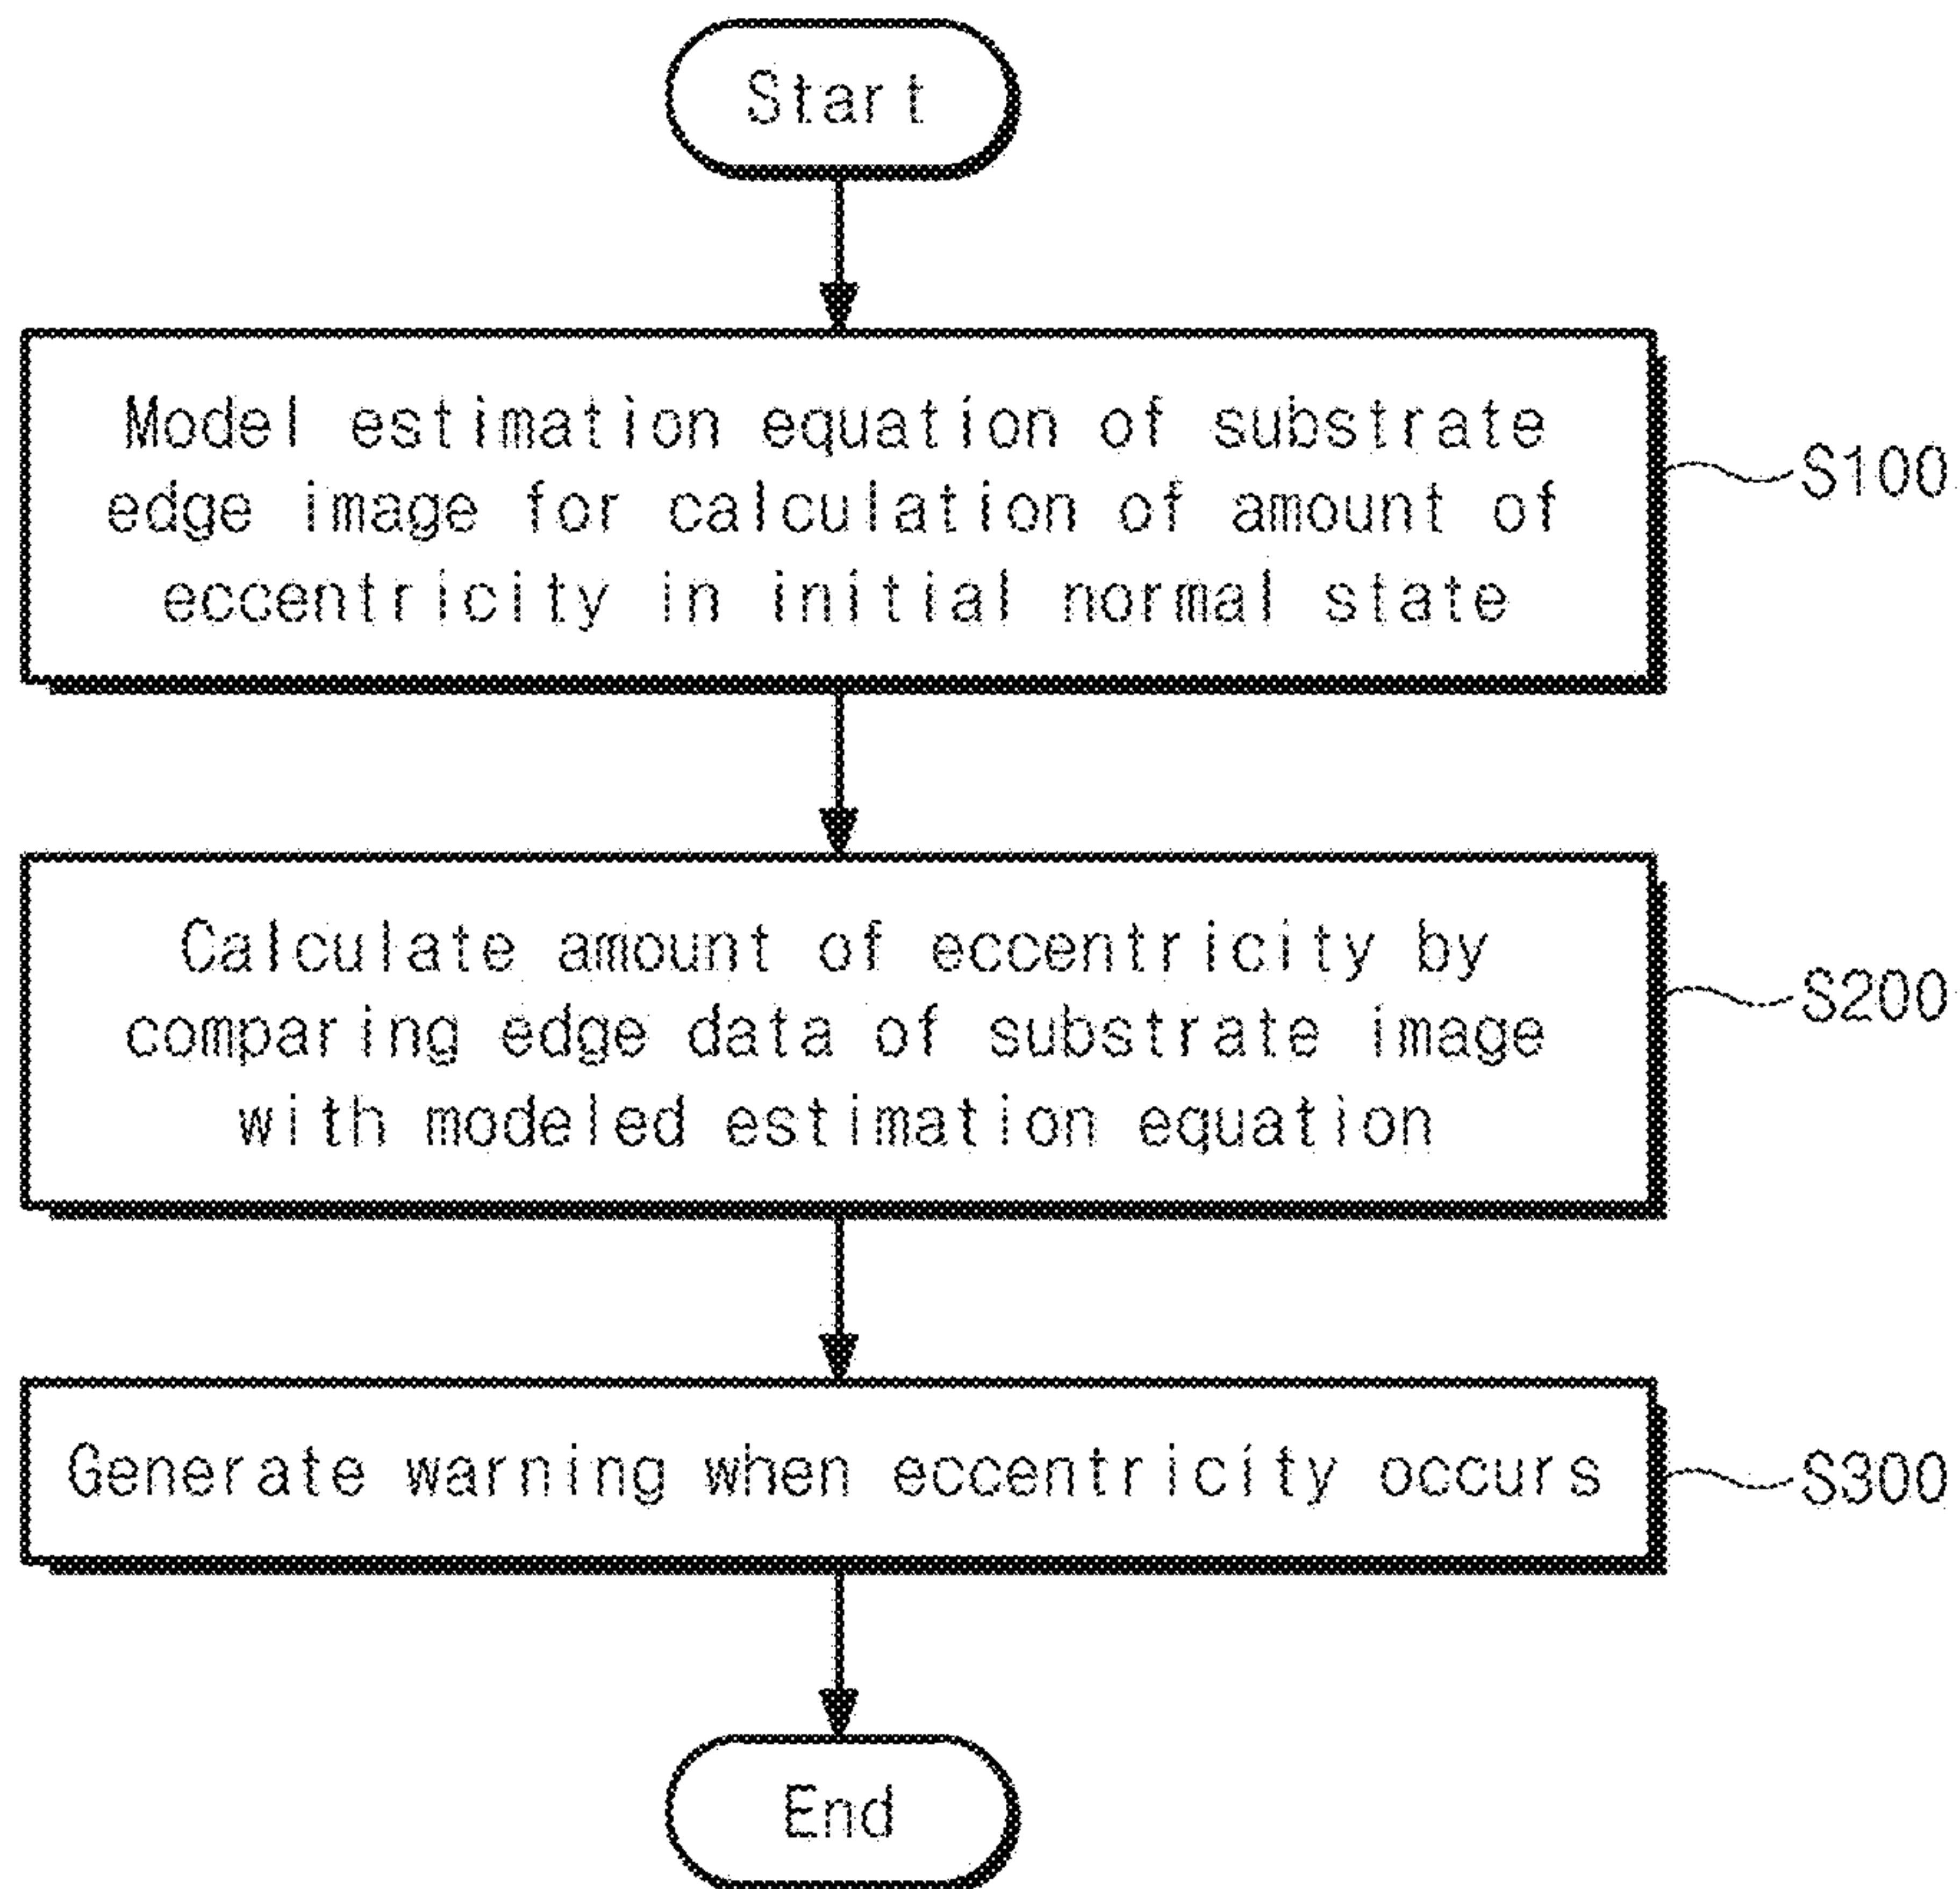 Start
Model estimation equation of substrate
edge image for calculation of amount of
eccentricity in initial normal state
S100
Calculate amount of eccentricity by
comparing edge data of substrate image
with modeled estimation equation
S200
Generate warning when eccentricity occurs
S300
End